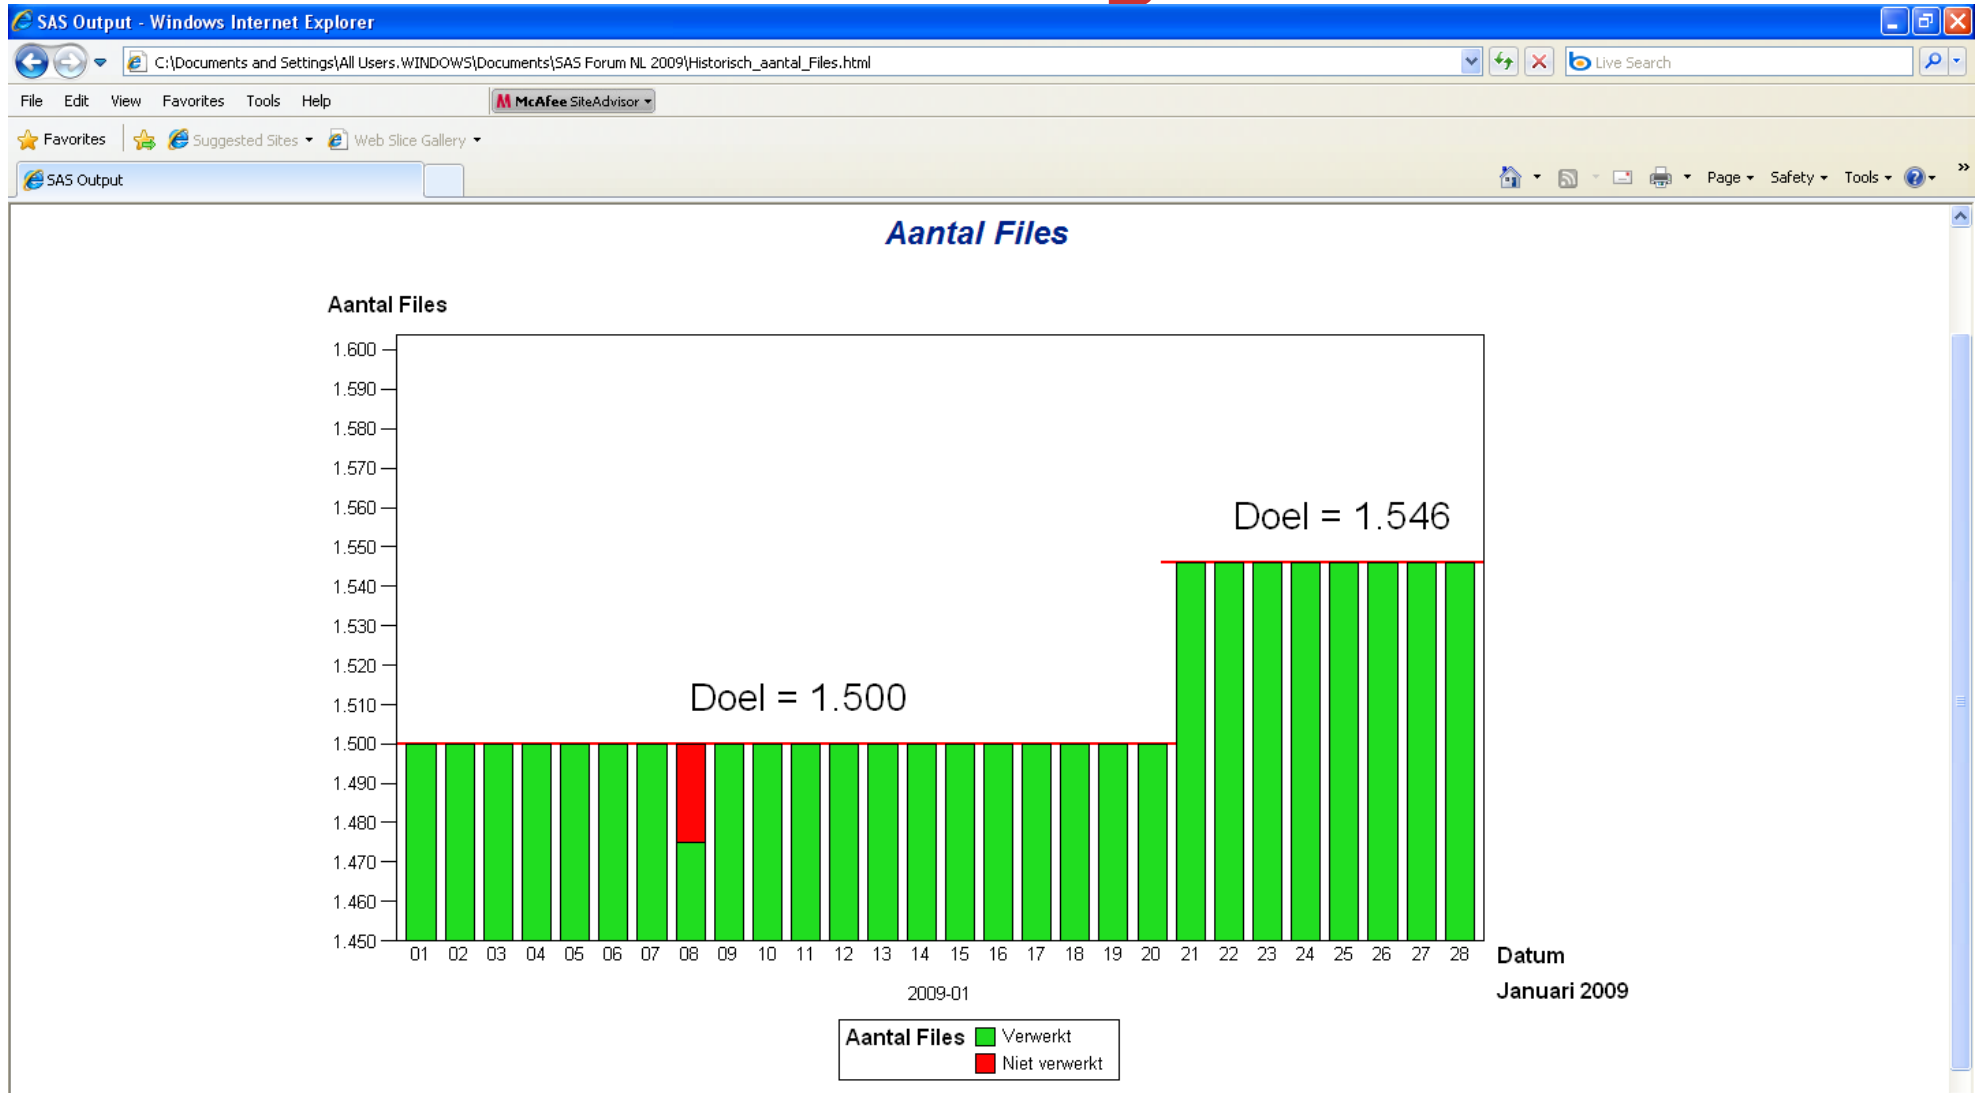 SAS Output - Windows Internet Explorer
C:\Documents and Settings\All Users.WINDOWS\Documents\SAS Forum NL 2009\Historisch_aantal_Files.html
Live Search
File Edit View Favorites Tools Help
McAfee SiteAdvisor
Favorites Suggested Sites Web Slice Gallery
SAS Output
Page Safety Tools »
Aantal Files
Aantal Files
1.600
1.590
1.580
1.570
1.560
1.550
1.540
1.530
1.520
1.510
1.500
1.490
1.480
1.470
1.460
1.450
Doel = 1.546
Doel = 1.500
01 02 03 04 05 06 07 08 09 10 11 12 13 14 15 16 17 18 19 20 21 22 23 24 25 26 27 28
Datum
2009-01
Januari 2009
Aantal Files Verwerkt
Niet verwerkt